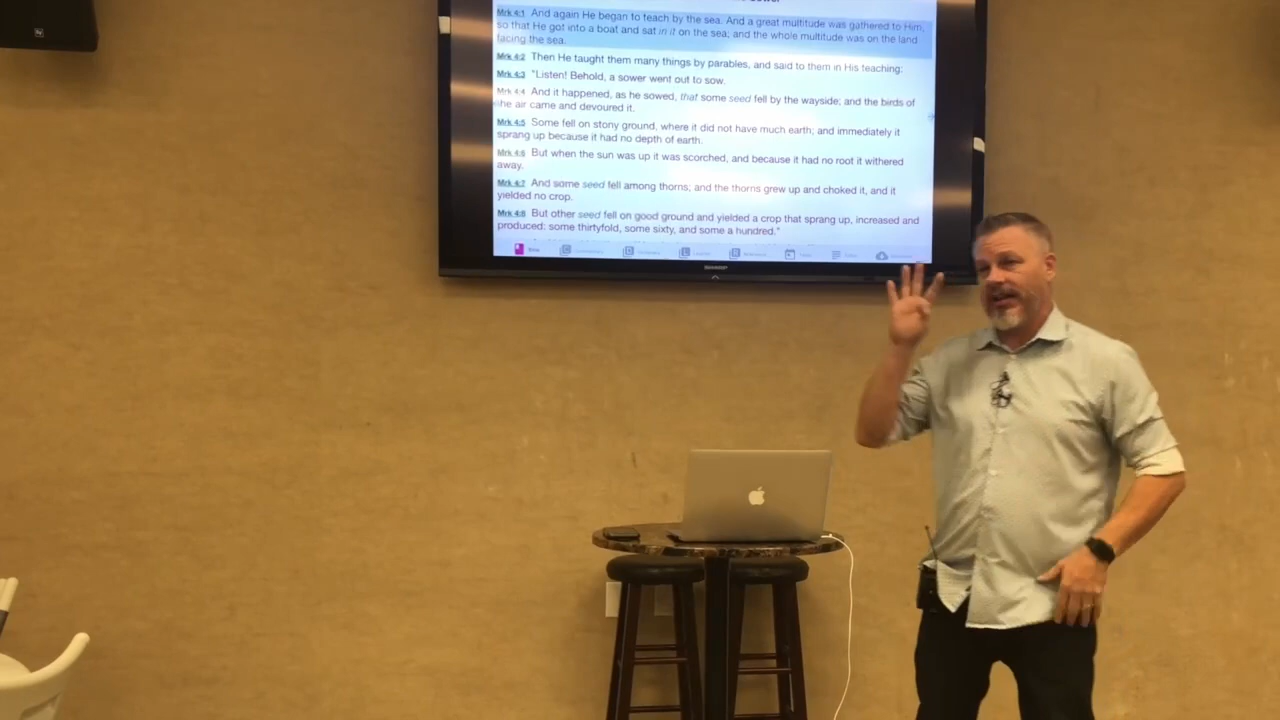 Mrk 4:1 And again He began to teach by the sea. And a great multitude was gathered to Him,
so that He got into a boat and sat in it on the sea; and the whole multitude was on the land
facing the sea.
Mrk 4:2 Then He taught them many things by parables, and said to them in His teaching:
Mrk 4:3 "Listen! Behold, a sower went out to sow.
Mrk 4:4 And it happened, as he sowed, that some seed fell by the wayside; and the birds of
the air came and devoured it.
Mrk 4:5 Some fell on stony ground, where it did not have much earth; and immediately it
sprang up because it had no depth of earth.
Mrk 4:6 But when the sun was up it was scorched, and because it had no root it withered
away.
Mrk 4:7 And some seed fell among thorns; and the thorns grew up and choked it, and it
yielded no crop.
Mrk 4:8 But other seed fell on good ground and yielded a crop that sprang up, increased and
produced: some thirtyfold, some sixty, and some a hundred."